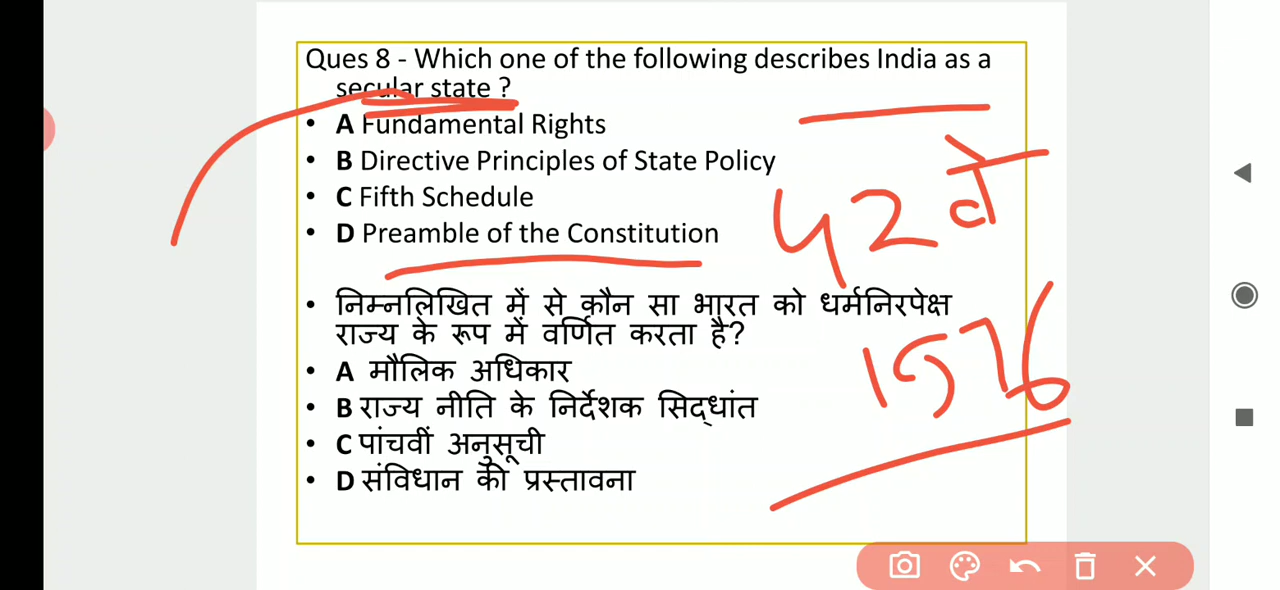 Ques 8 - Which one of the following describes India as a
secular state ?
• A Fundamental Rights
• B Directive Principles of State Policy
• C Fifth Schedule
• D Preamble of the Constitution
42 वे
• निम्नलिखित में से कौन सा भारत को धर्मनिरपेक्ष
राज्य के रूप में वर्णित करता है?
1976
• A मौलिक अधिकार
• B राज्य नीति के निर्देशक सिद्धांत
• C पांचवीं अनुसूची
• D संविधान की प्रस्तावना